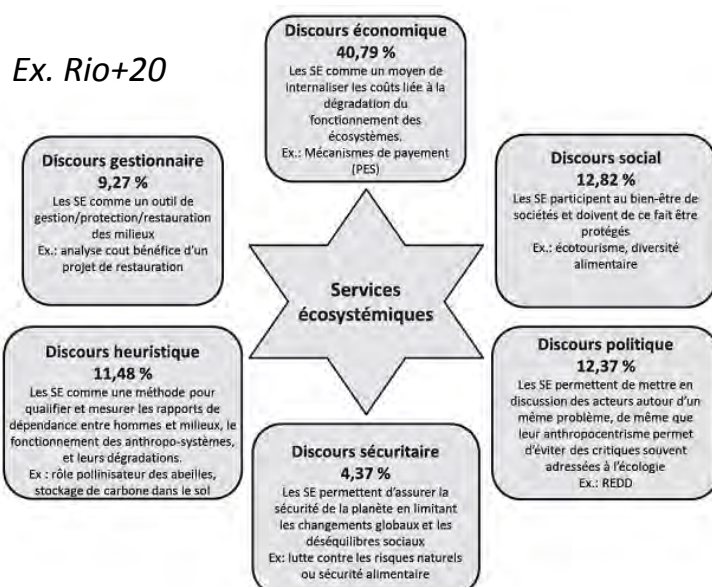 Ex. Rio+20
Discours économique
40,79 %
Les SE comme un moyen de
internaliser les coûts liée à la
dégradation du
fonctionnement des
écosystèmes.
Ex.: Mécanismes de payement
(PES)
Discours gestionnaire
9,27 %
Les SE comme un outil de
gestion/protection/restauration
des milieux
Ex.: analyse cout bénéfice d'un
projet de restauration
Discours social
12,82 %
Les SE participent au bien-être de
sociétés et doivent de ce fait être
protégés
Ex.: écotourisme, diversité
alimentaire
Services
écosystémiques
Discours heuristique
11,48 %
Les SE comme une méthode pour
qualifier et mesurer les rapports de
dépendance entre hommes et milieux, le
fonctionnement des anthropo-systèmes,
et leurs dégradations.
Ex : rôle pollinisateur des abeilles,
stockage de carbone dans le sol
Discours politique
12,37 %
Les SE permettent de mettre en
discussion des acteurs autour d'un
même problème, de même que
leur anthropocentrisme permet
d'éviter des critiques souvent
adressées à l'écologie
Ex.: REDD
Discours sécuritaire
4,37 %
Les SE permettent d'assurer la
sécurité de la planète en limitant
les changements globaux et les
déséquilibres sociaux
Ex: lutte contre les risques naturels
ou sécurité alimentaire